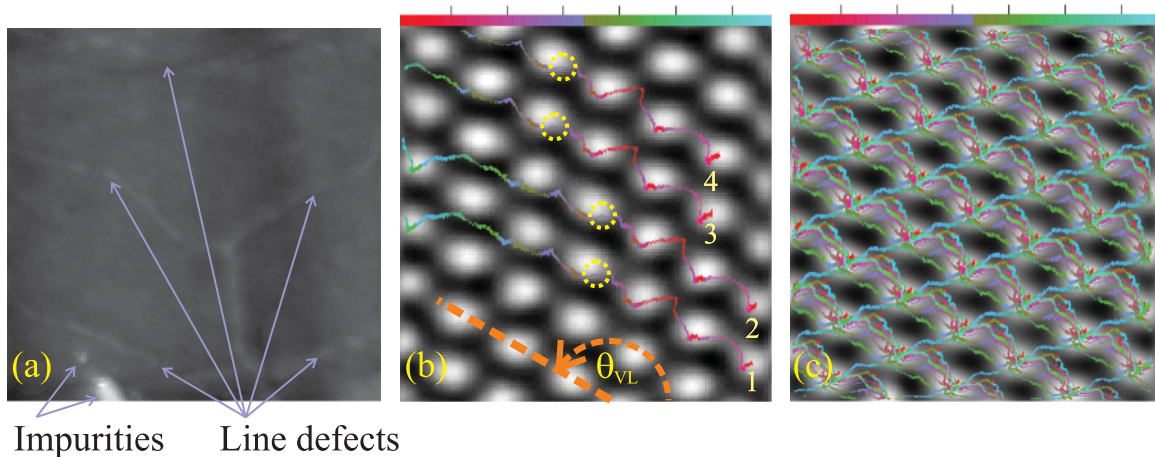 4
3
2
(a)
(b)
θVL
1
(c)
Impurities
Line defects